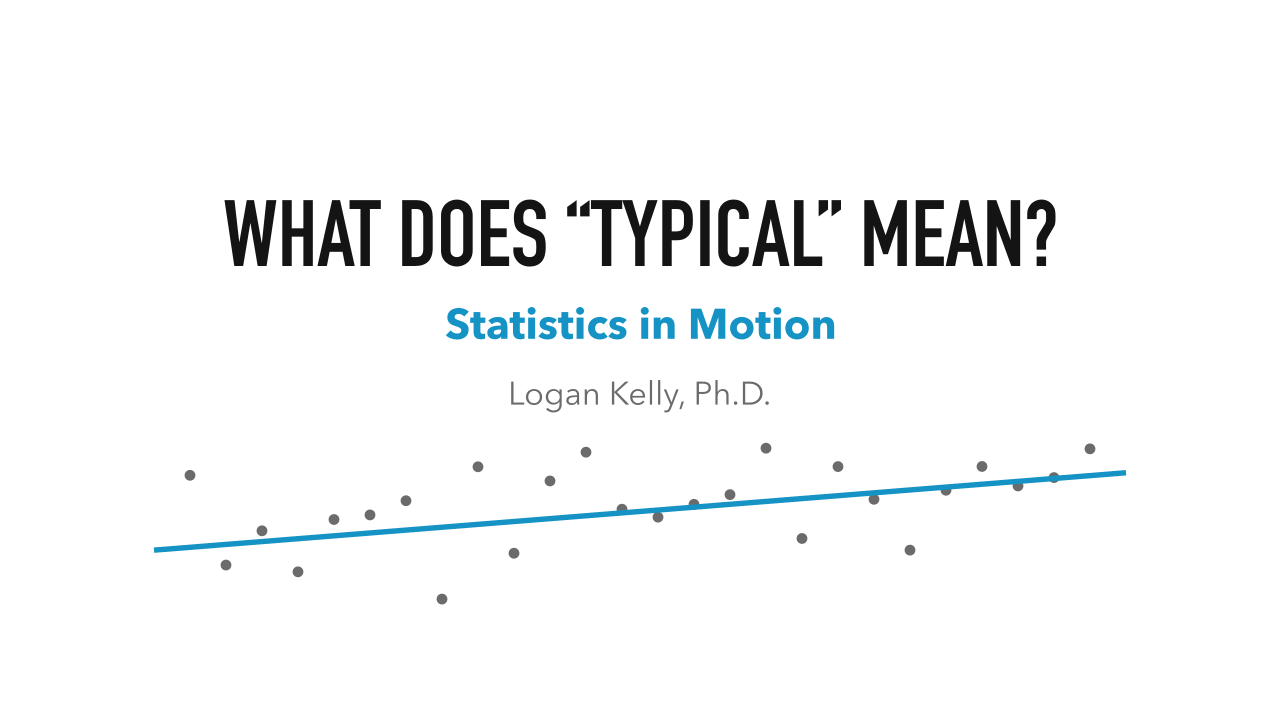 WHAT DOES “TYPICAL” MEAN?
Statistics in Motion
Logan Kelly, Ph.D.